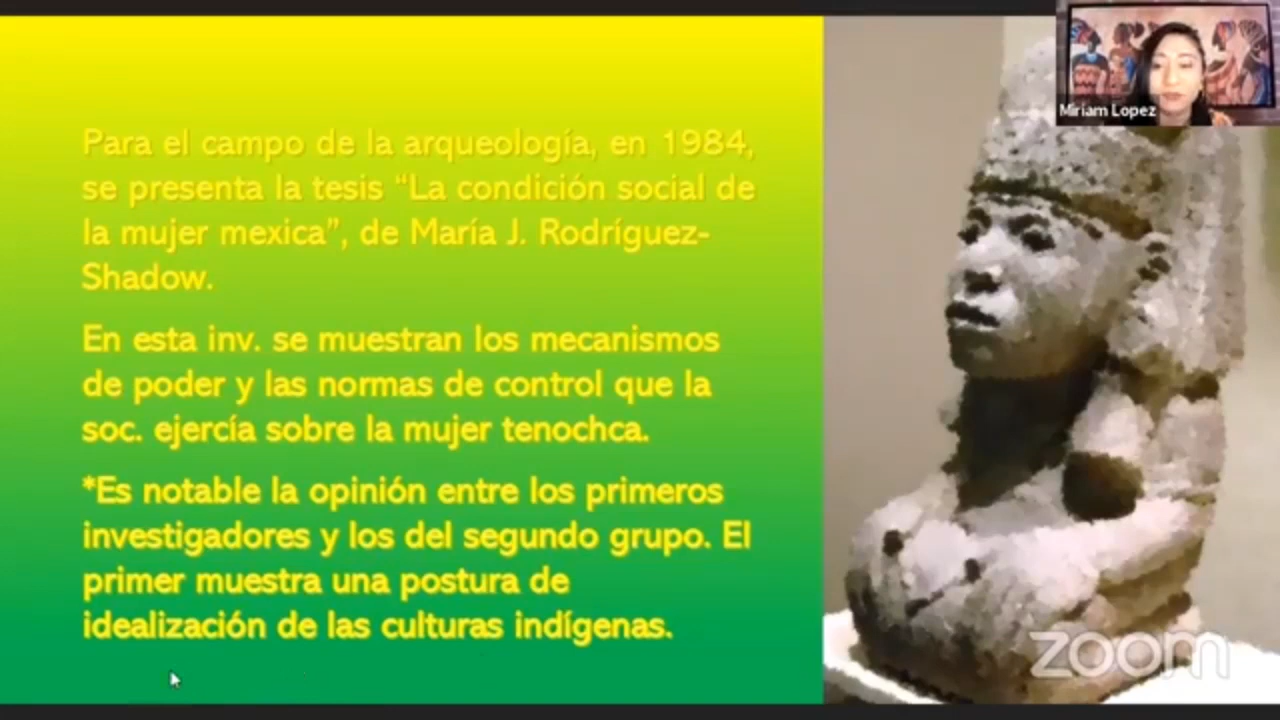 Para el campo de la arqueología, en 1984,
se presenta la tesis “La condición social de
la mujer mexica”, de María J. Rodríguez-
Shadow.
En esta inv. se muestran los mecanismos
de poder y las normas de control que la
soc. ejercía sobre la mujer tenochca.
*Es notable la opinión entre los primeros
investigadores y los del segundo grupo. El
primer muestra una postura de
idealización de las culturas indígenas.
Miriam Lopez
zoom